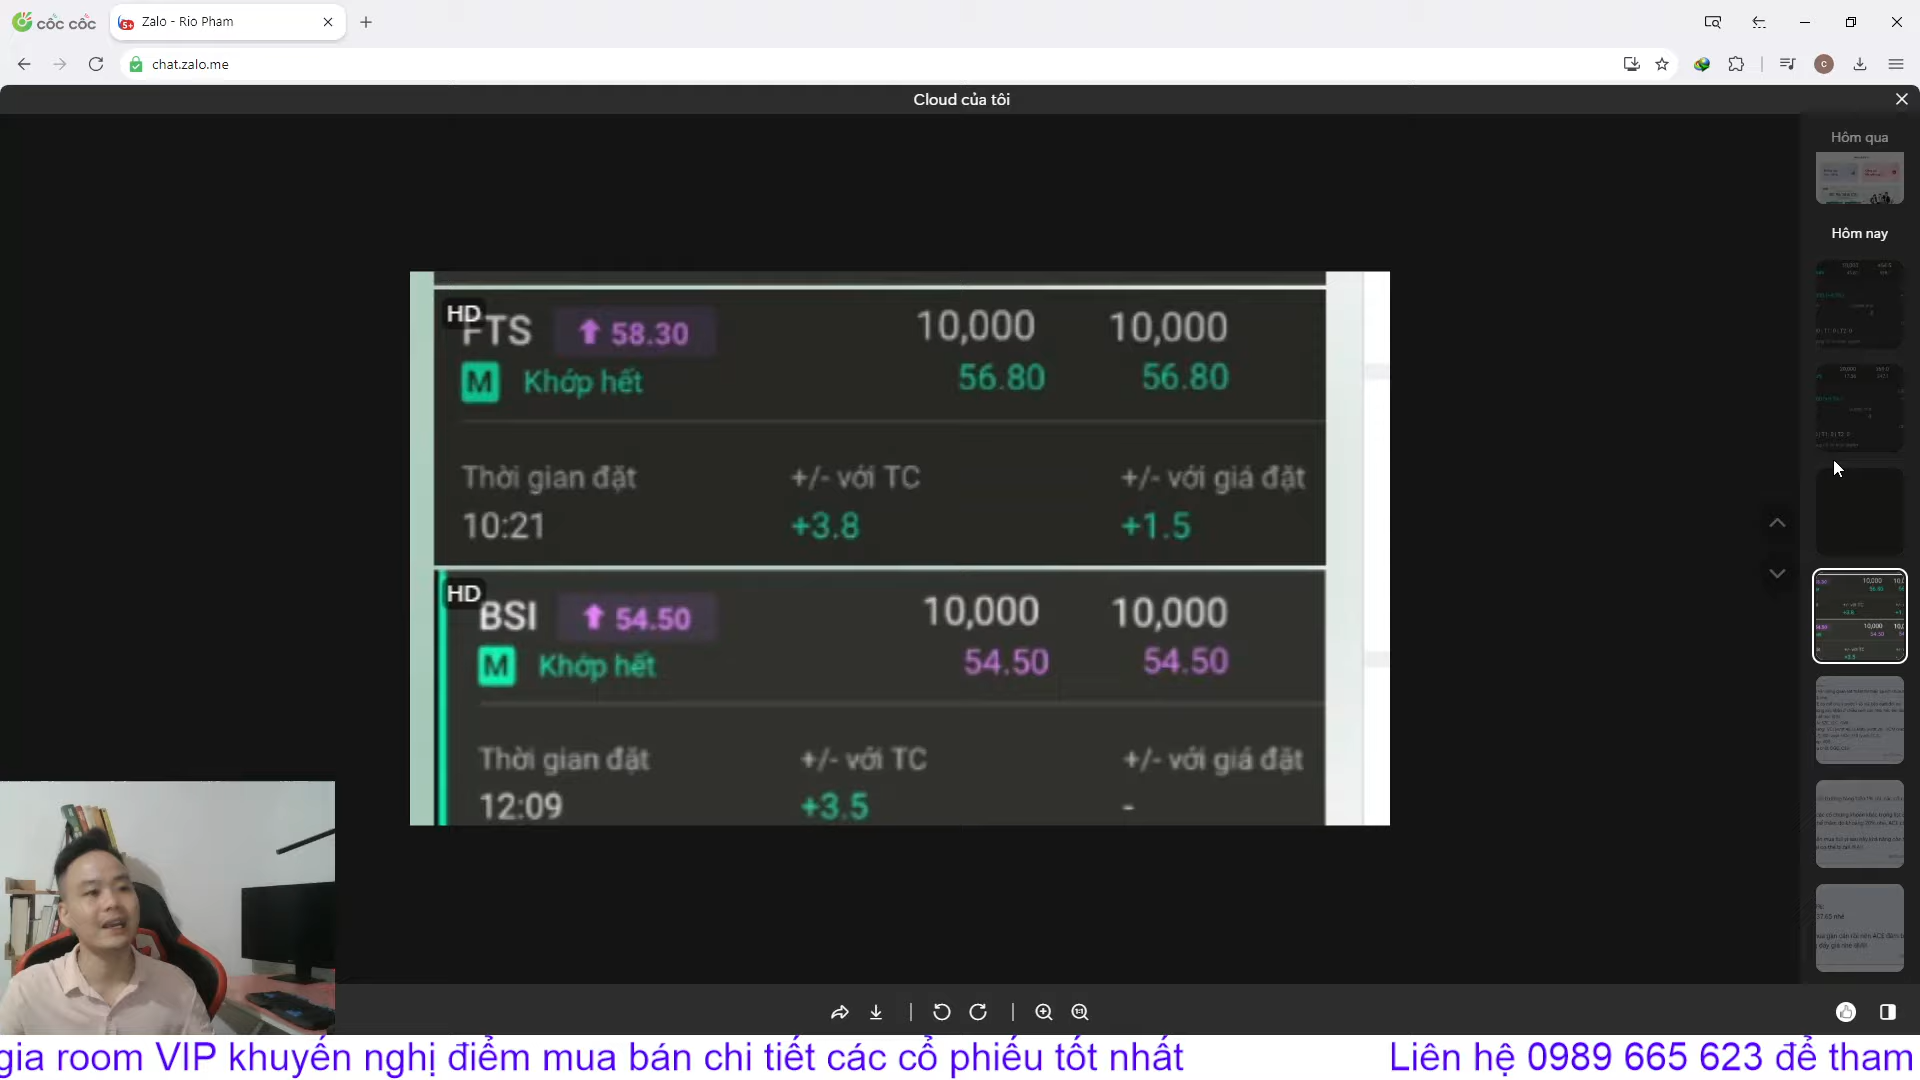 cốc cốc
Zalo - Rio Pham
chat.zalo.me
C
Cloud của tôi
Hôm qua
Hôm nay
HD
FTS 58.30 10,000 10,000
M Khớp hết 56.80 56.80
Thời gian đặt +/- với TC +/- với giá đặt
10:21 +3.8 +1.5
HD
BSI 54.50 10,000 10,000
M Khớp hết 54.50 54.50
Thời gian đặt +/- với TC +/- với giá đặt
12:09 +3.5 -
gia room VIP khuyến nghị điểm mua bán chi tiết các cổ phiếu tốt nhất Liên hệ 0989 665 623 để tham